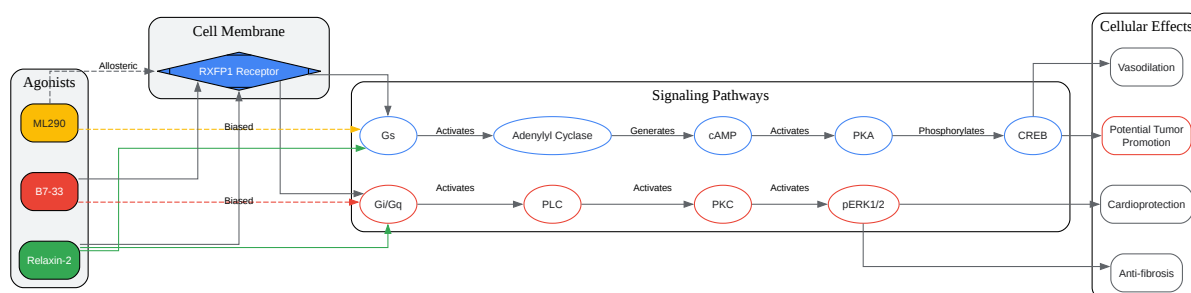 Cellular Effects
Cell Membrane
Allosteric
RXFP1 Receptor
Vasodilation
Agonists
Signaling Pathways
ML290
Biased
Gs
Activates
Adenylyl Cyclase
Generates
cAMP
Activates
PKA
Phosphorylates
CREB
Potential Tumor
Promotion
B7-33
Biased
Gi/Gq
Activates
PLC
Activates
PKC
Activates
pERK1/2
Cardioprotection
Relaxin-2
Anti-fibrosis